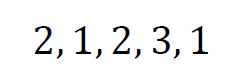 2, 1, 2, 3, 1